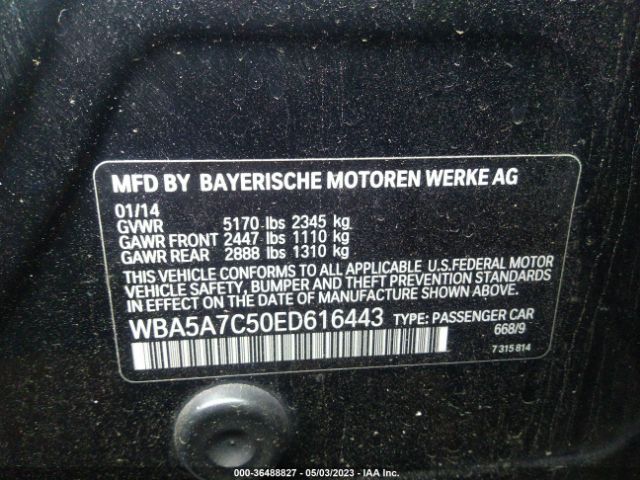 MFD BY BAYERISCHE MOTOREN WERKE AG
01/14
GVWR 5170 lbs 2345 kg
GAWR FRONT 2447 lbs 1110 kg
GAWR REAR 2888 lbs 1310 kg
THIS VEHICLE CONFORMS TO ALL APPLICABLE U.S.FEDERAL MOTOR
VEHICLE SAFETY, BUMPER AND THEFT PREVENTION STANDARDS
IN EFFECT ON THE DATE OF MANUFACTURE SHOWN ABOVE.
WBA5A7C50ED616443 TYPE: PASSENGER CAR
668/9
7 315 814
000-36488827 - 05/03/2023 - IAA Inc.